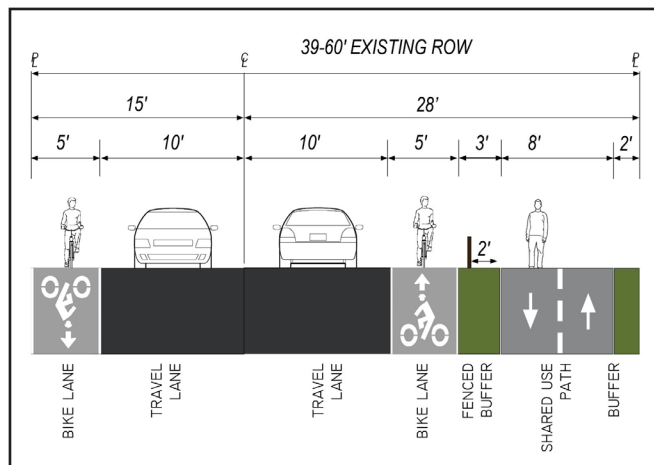 39-60' EXISTING ROW
℄
15'
28'
5'
10'
10'
5'
3'
8'
2'
2'
BIKE LANE
TRAVEL
LANE
TRAVEL
LANE
BIKE LANE
FENCED
BUFFER
SHARED USE
PATH
BUFFER